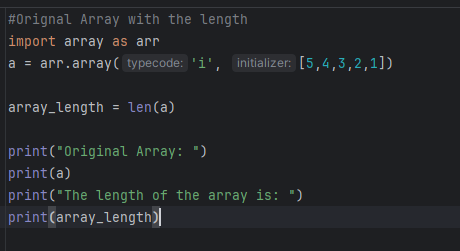 #Orignal Array with the length
import array as arr
a = arr.array( typecode: 'i', initializer: [5,4,3,2,1])
array_length = len(a)
print("Original Array: ")
print(a)
print("The length of the array is: ")
print(array_length)